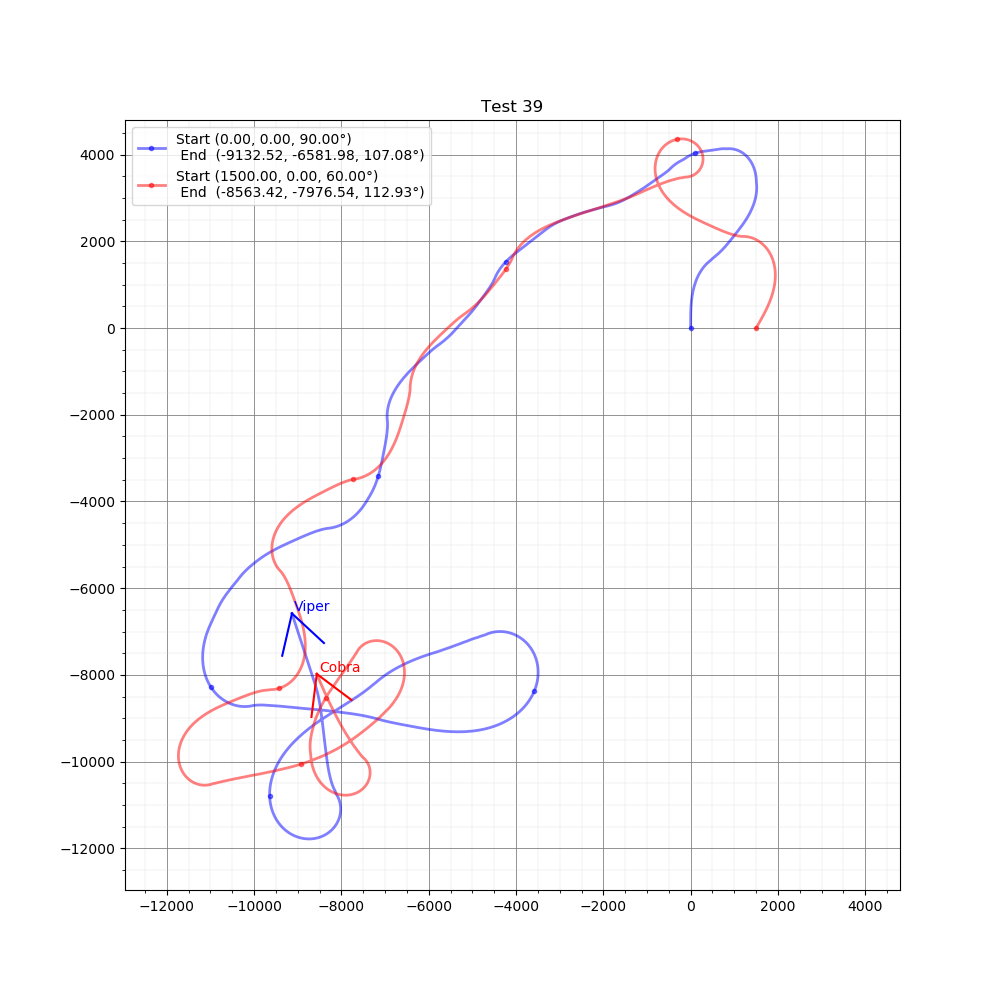 Test 39
Start (0.00, 0.00, 90.00°)
End (-9132.52, -6581.98, 107.08°)
Start (1500.00, 0.00, 60.00°)
End (-8563.42, -7976.54, 112.93°)
4000
2000
0
−2000
−4000
−6000
−8000
−10000
−12000
Viper
Cobra
−12000 −10000 −8000 −6000 −4000 −2000 0 2000 4000